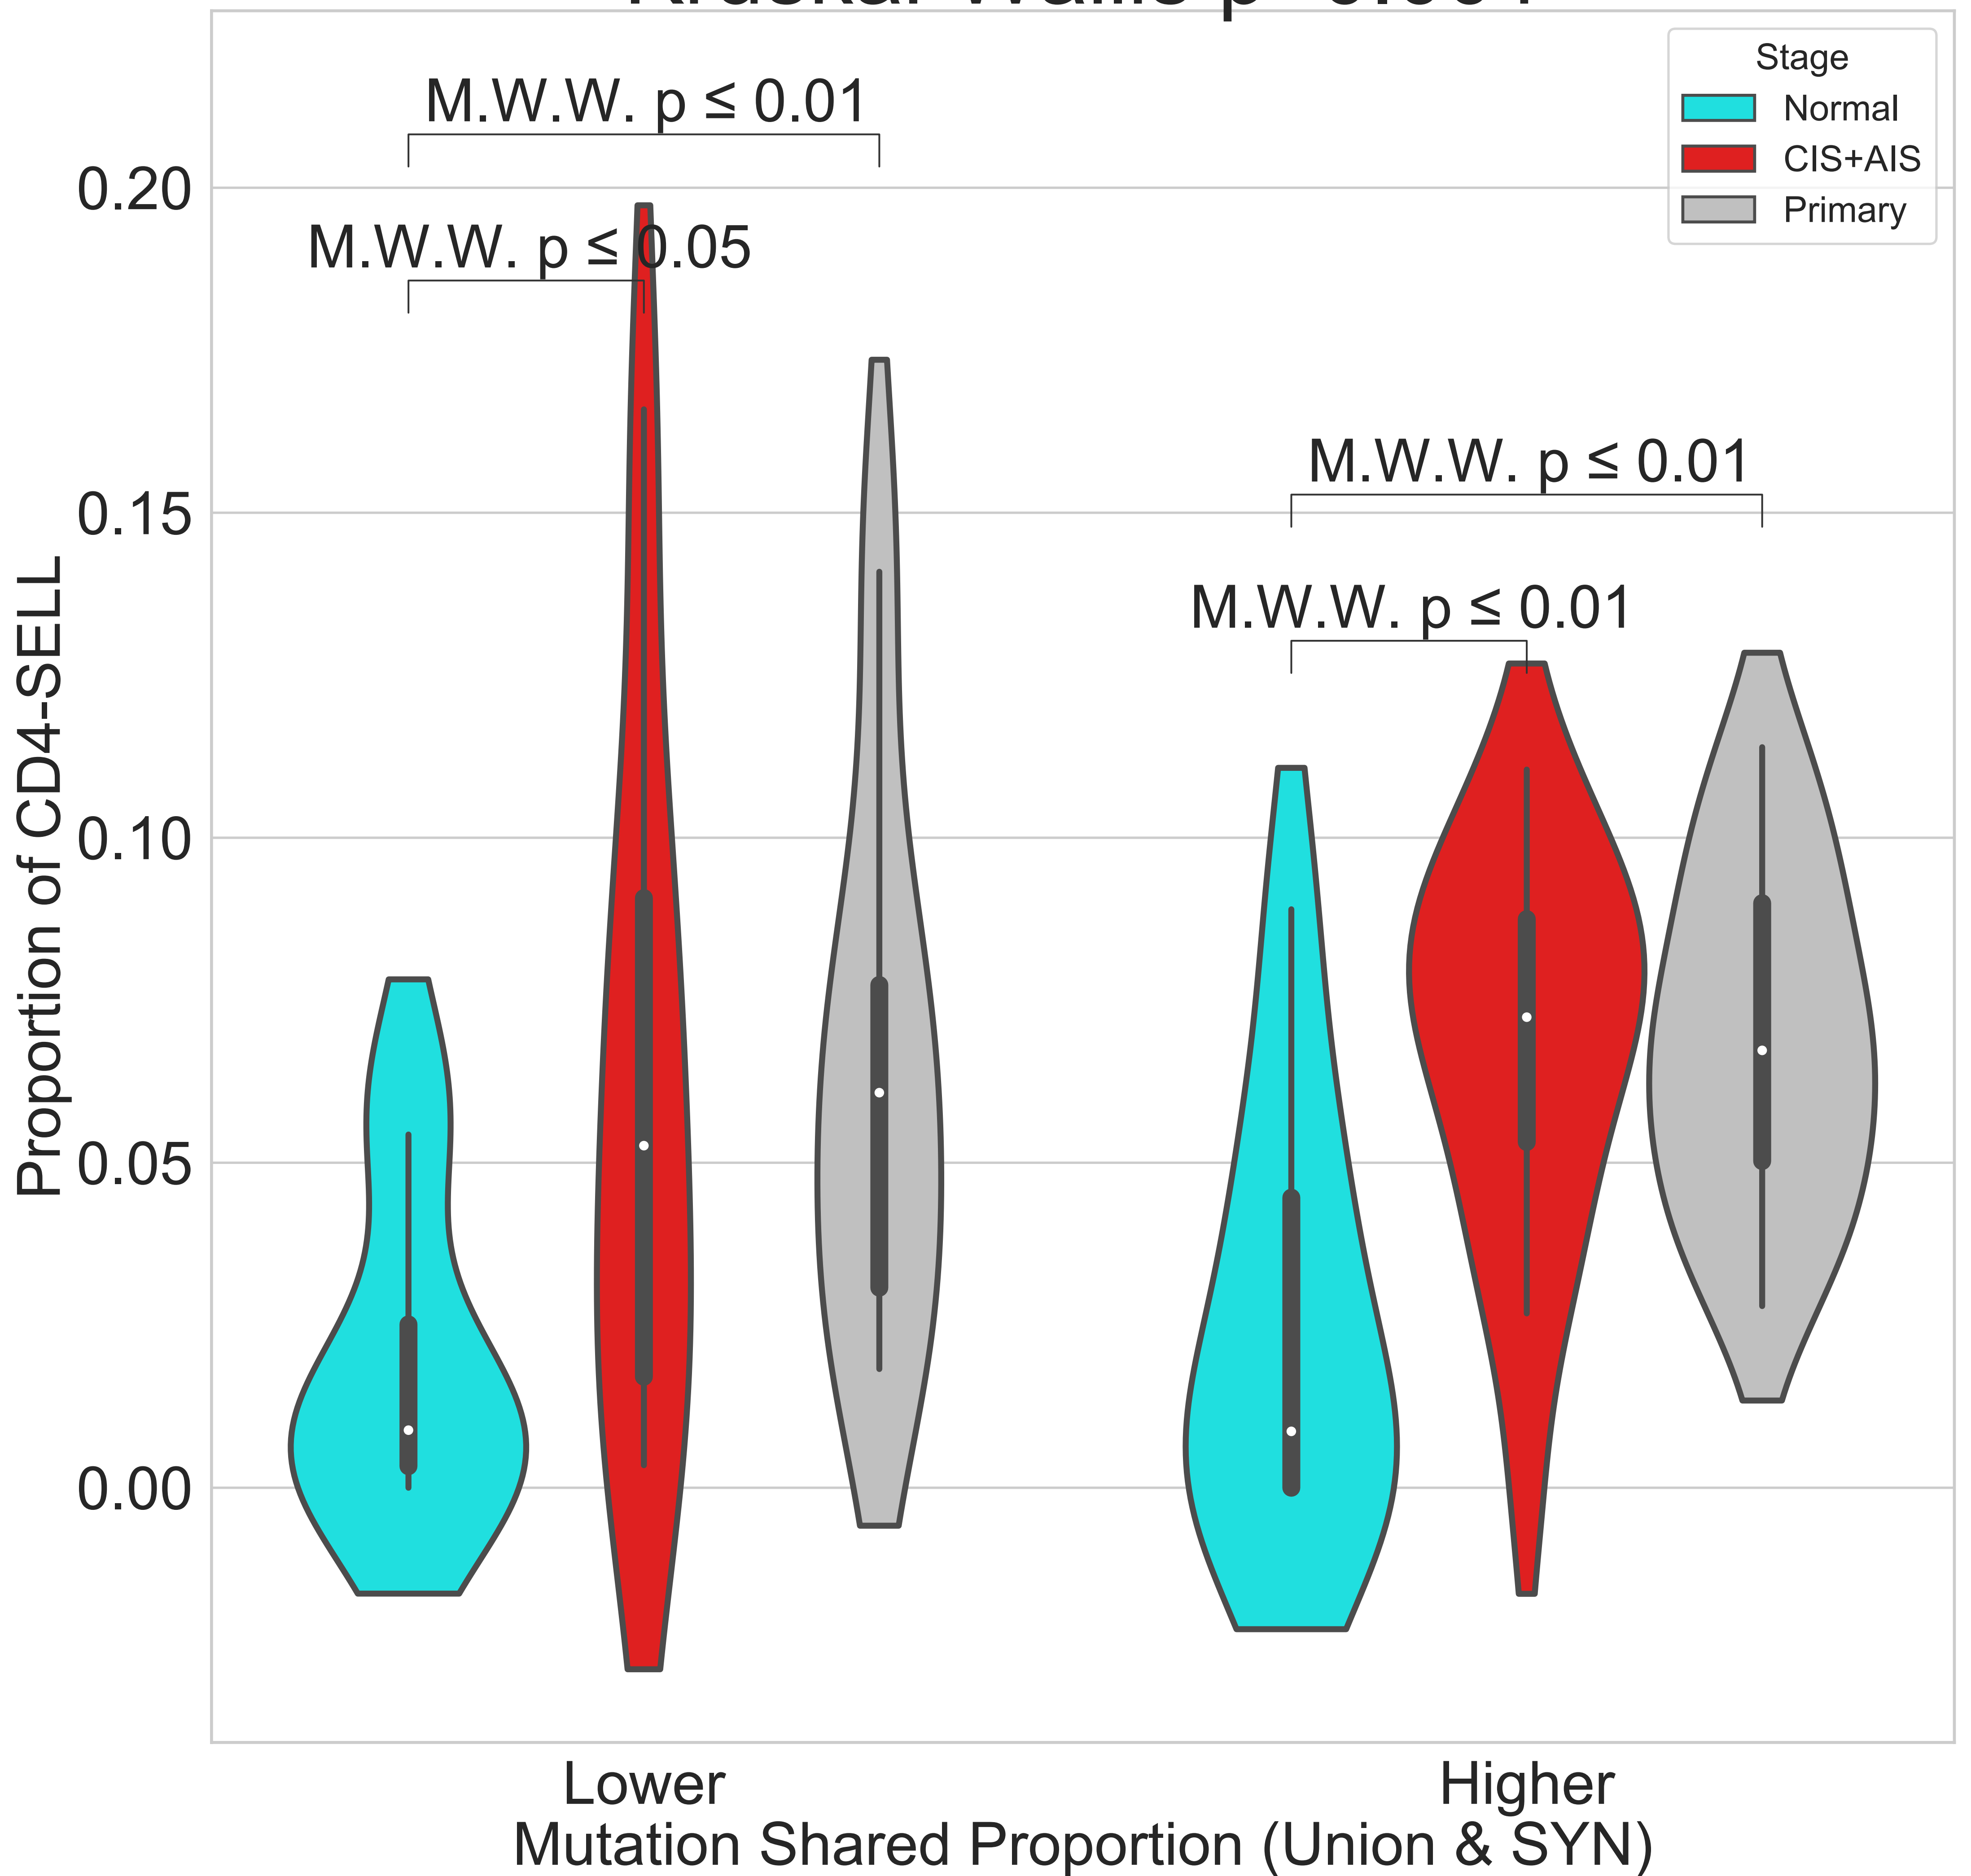 Stage
Normal
CIS+AIS
Primary
M.W.W. p ≤ 0.01
M.W.W. p ≤ 0.05
M.W.W. p ≤ 0.01
M.W.W. p ≤ 0.01
0.20
0.15
0.10
0.05
0.00
Proportion of CD4-SELL
Lower
Higher
Mutation Shared Proportion (Union & SYN)